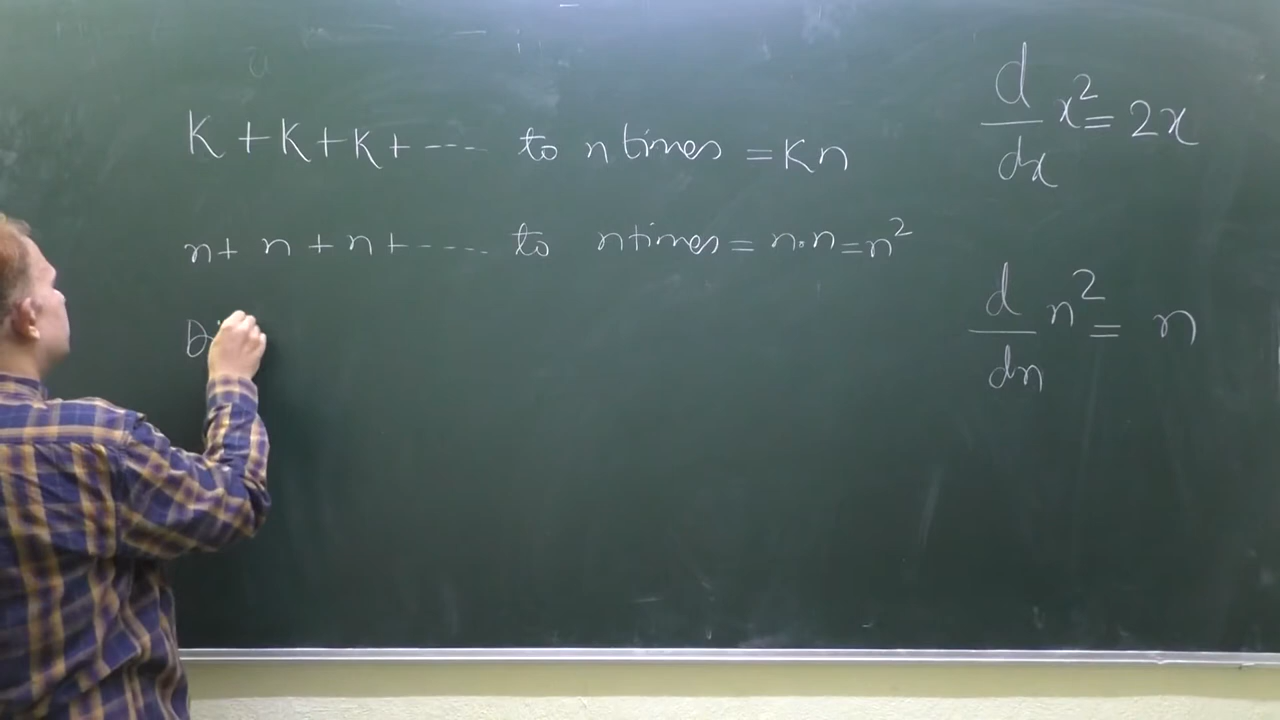 K + K + K + ---- to n times = Kn
n + n + n + ----- to n times = n.n = n²
D
d/dx x² = 2x
d/dn n² = n